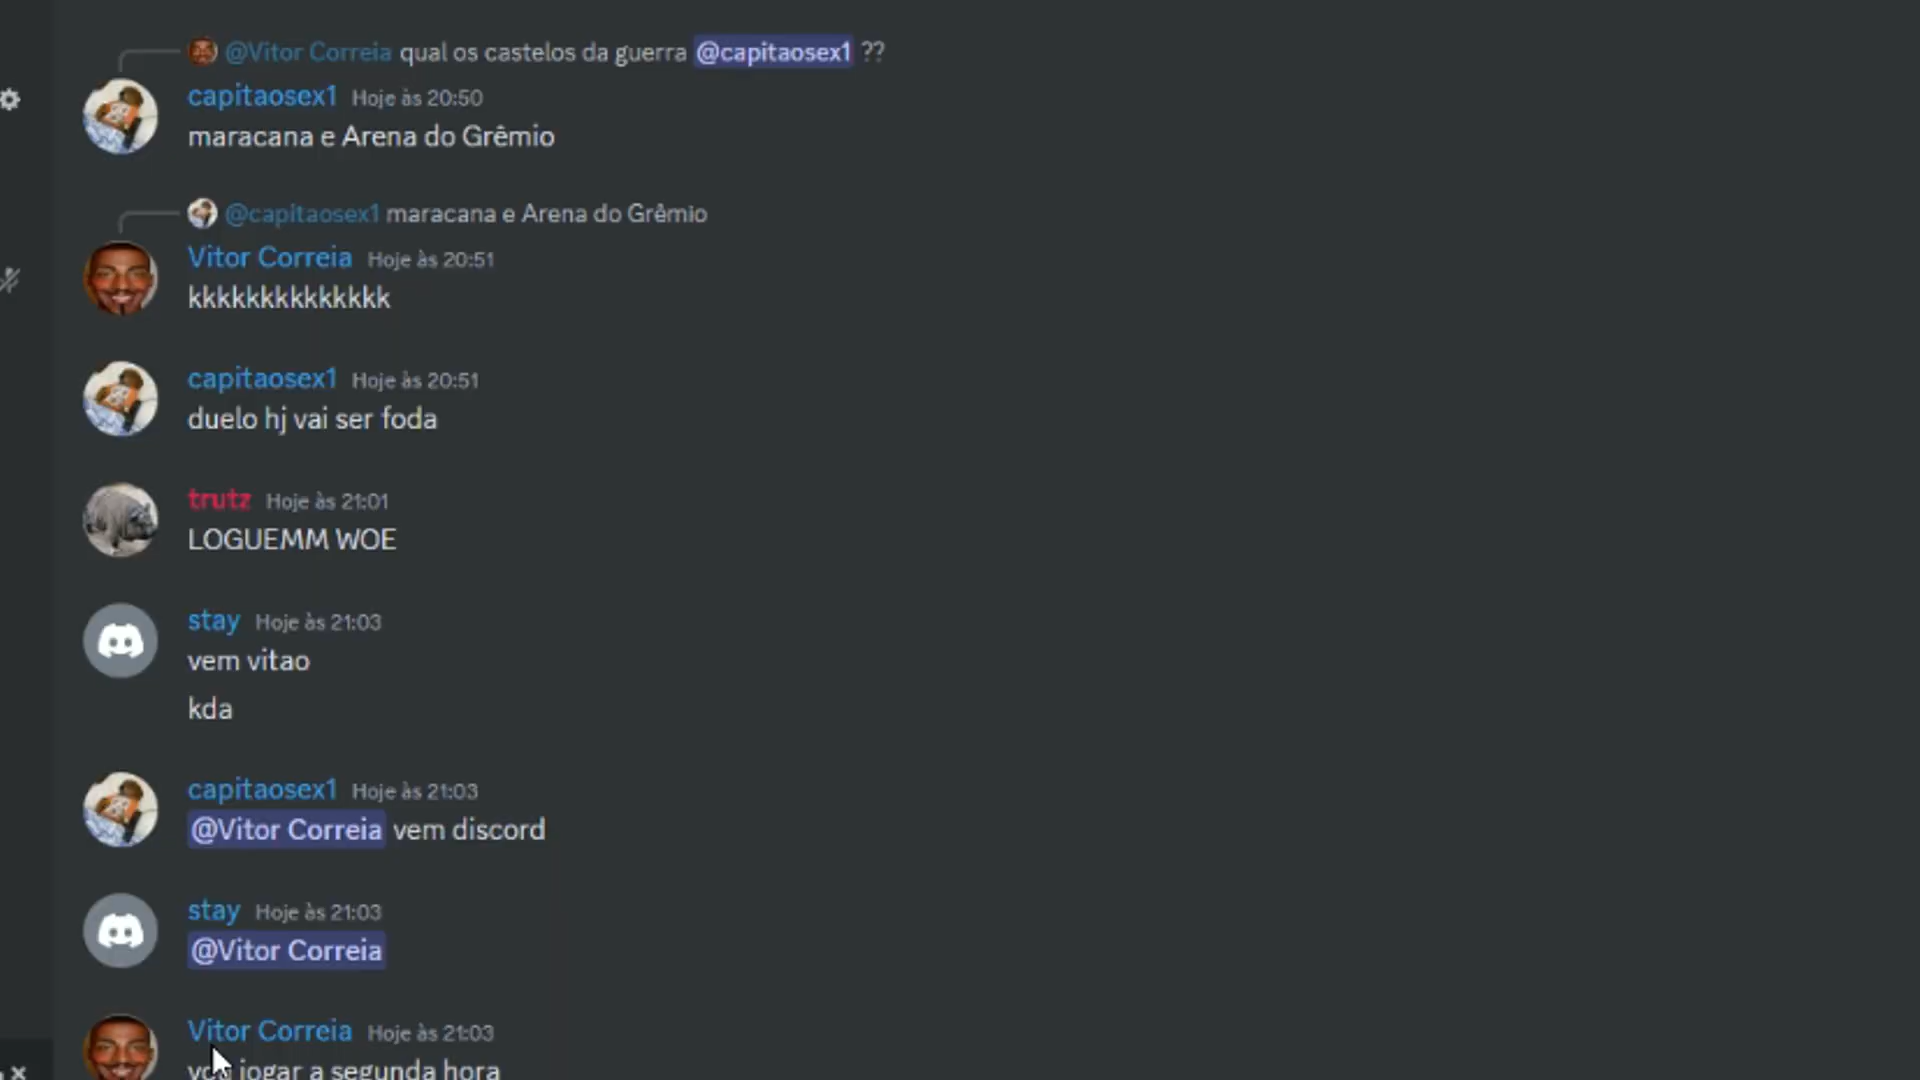 @Vitor Correia qual os castelos da guerra @capitaosex1 ??
capitaosex1 Hoje às 20:50
maracana e Arena do Grêmio
@capitaosex1 maracana e Arena do Grêmio
Vitor Correia Hoje às 20:51
kkkkkkkkkkkkkk
capitaosex1 Hoje às 20:51
duelo hj vai ser foda
trutz Hoje às 21:01
LOGUEMM WOE
stay Hoje às 21:03
vem vitao
kda
capitaosex1 Hoje às 21:03
@Vitor Correia vem discord
stay Hoje às 21:03
@Vitor Correia
Vitor Correia Hoje às 21:03
jogar a segunda hora